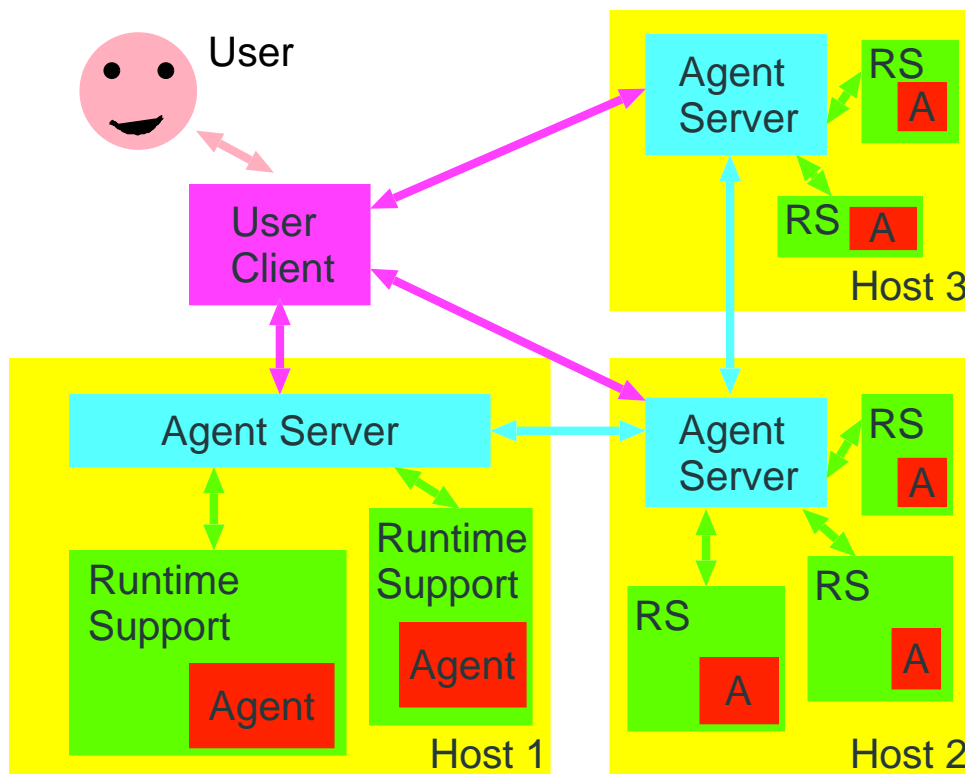 User
User
Client
Agent
Server
RS
A
RS
A
Host 3
Agent Server
Runtime
Support
Agent
Runtime
Support
Agent
Host 1
Agent
Server
RS
A
RS
A
RS
A
Host 2